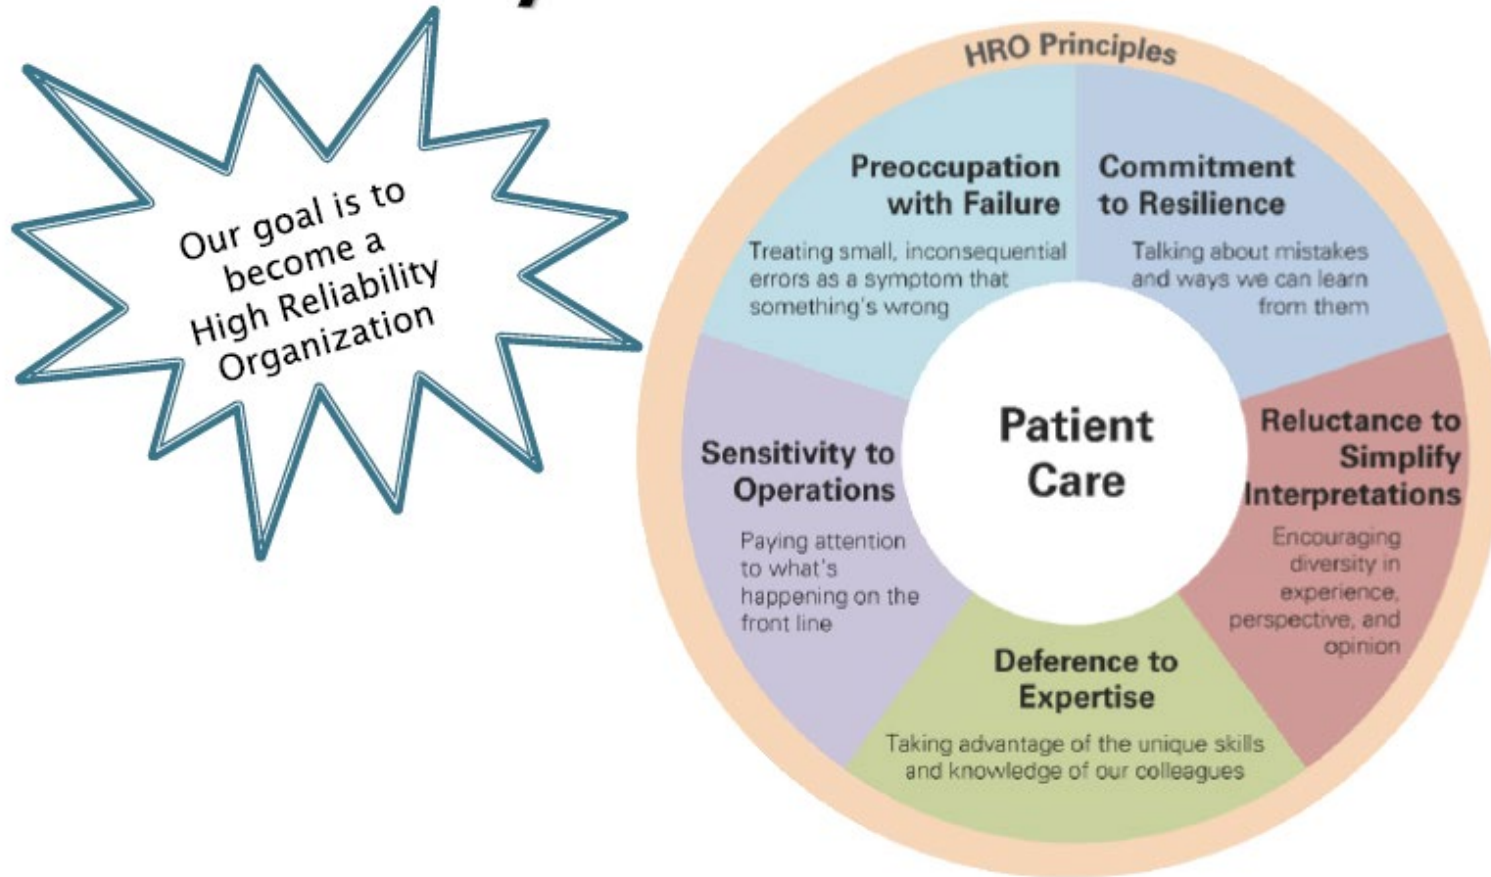 Our goal is to
become a
High Reliability
Organization
HRO Principles
Preoccupation
with Failure
Treating small, inconsequential
errors as a symptom that
something's wrong
Commitment
to Resilience
Talking about mistakes
and ways we can learn
from them
Reluctance to
Simplify
Interpretations
Encouraging
diversity in
experience,
perspective, and
opinion
Deference to
Expertise
Taking advantage of the unique skills
and knowledge of our colleagues
Sensitivity to
Operations
Paying attention
to what's
happening on the
front line
Patient
Care